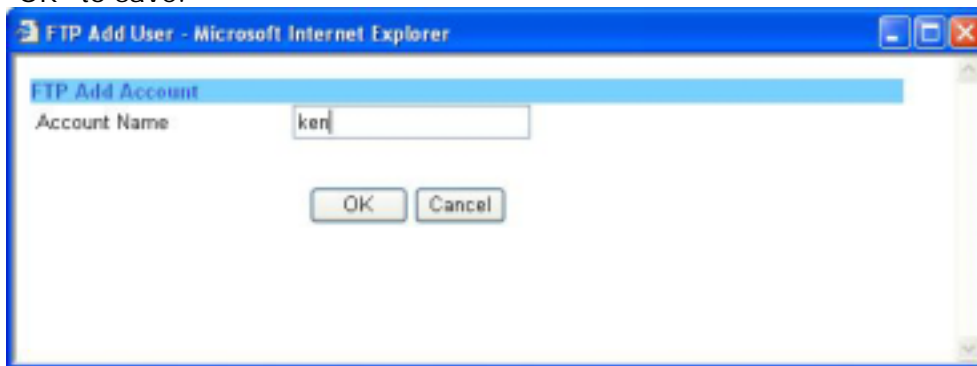 "OK" to save.
FTP Add User - Microsoft Internet Explorer
FTP Add Account
Account Name ken
OK Cancel